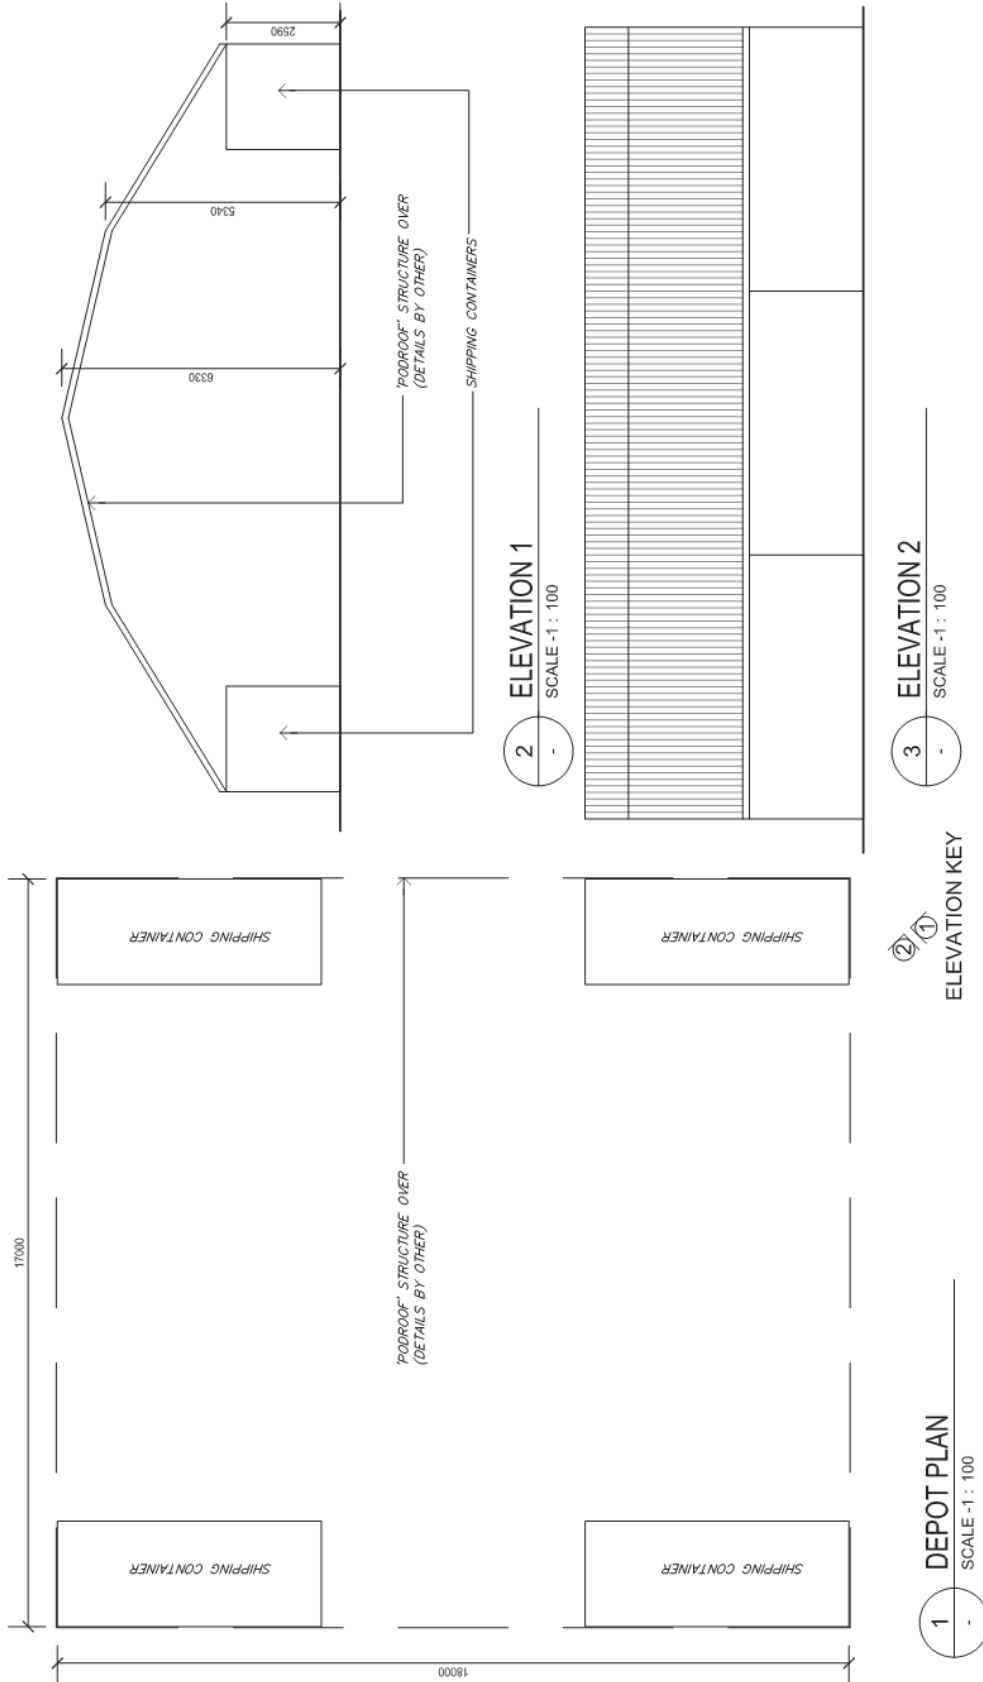 17000
18000
SHIPPING CONTAINER
SHIPPING CONTAINER
SHIPPING CONTAINER
SHIPPING CONTAINER
'PODROOF' STRUCTURE OVER
(DETAILS BY OTHER)
1
-
DEPOT PLAN
SCALE -1 : 100
2
1
ELEVATION KEY
6330
5340
2590
'PODROOF' STRUCTURE OVER
(DETAILS BY OTHER)
SHIPPING CONTAINERS
2
-
ELEVATION 1
SCALE -1 : 100
3
-
ELEVATION 2
SCALE -1 : 100